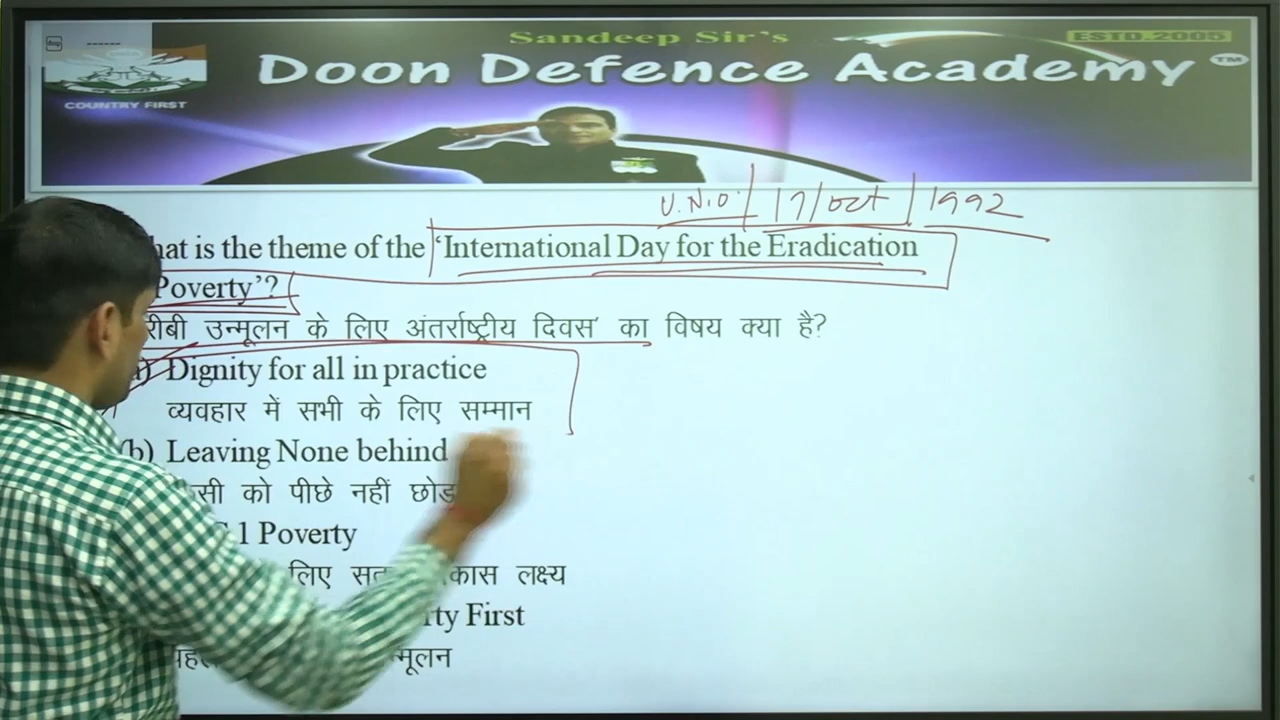 Sandeep Sir's
ESTD.2005
Doon Defence Academy TM
COUNTRY FIRST
U.N.O. | 17/oct | 1992
hat is the theme of the 'International Day for the Eradication
Poverty'?
रीबी उन्मूलन के लिए अंतर्राष्ट्रीय दिवस' का विषय क्या है?
a) Dignity for all in practice
व्यवहार में सभी के लिए सम्मान
(b) Leaving None behind
सी को पीछे नहीं छोड़
1 Poverty
लिए सत कास लक्ष्य
rty First
पहल न्मूलन